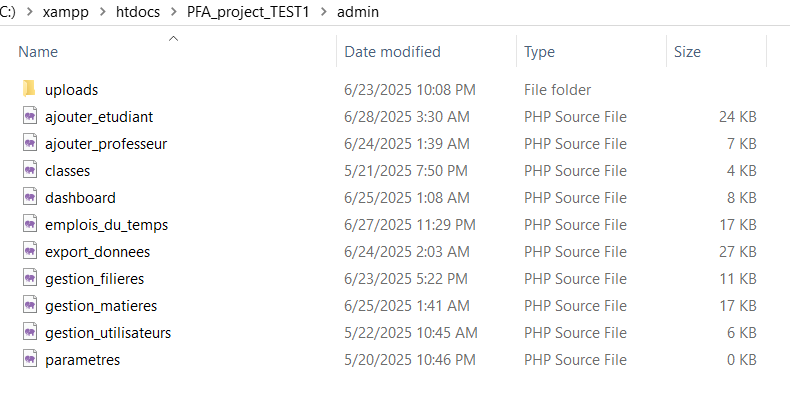 C:) > xampp > htdocs > PFA_project_TEST1 > admin
Name Date modified Type Size
uploads 6/23/2025 10:08 PM File folder
ajouter_etudiant 6/28/2025 3:30 AM PHP Source File 24 KB
ajouter_professeur 6/24/2025 1:39 AM PHP Source File 7 KB
classes 5/21/2025 7:50 PM PHP Source File 4 KB
dashboard 6/25/2025 1:08 AM PHP Source File 8 KB
emplois_du_temps 6/27/2025 11:29 PM PHP Source File 17 KB
export_donnees 6/24/2025 2:03 AM PHP Source File 27 KB
gestion_filieres 6/23/2025 5:22 PM PHP Source File 11 KB
gestion_matieres 6/25/2025 1:41 AM PHP Source File 17 KB
gestion_utilisateurs 5/22/2025 10:45 AM PHP Source File 6 KB
parametres 5/20/2025 10:46 PM PHP Source File 0 KB